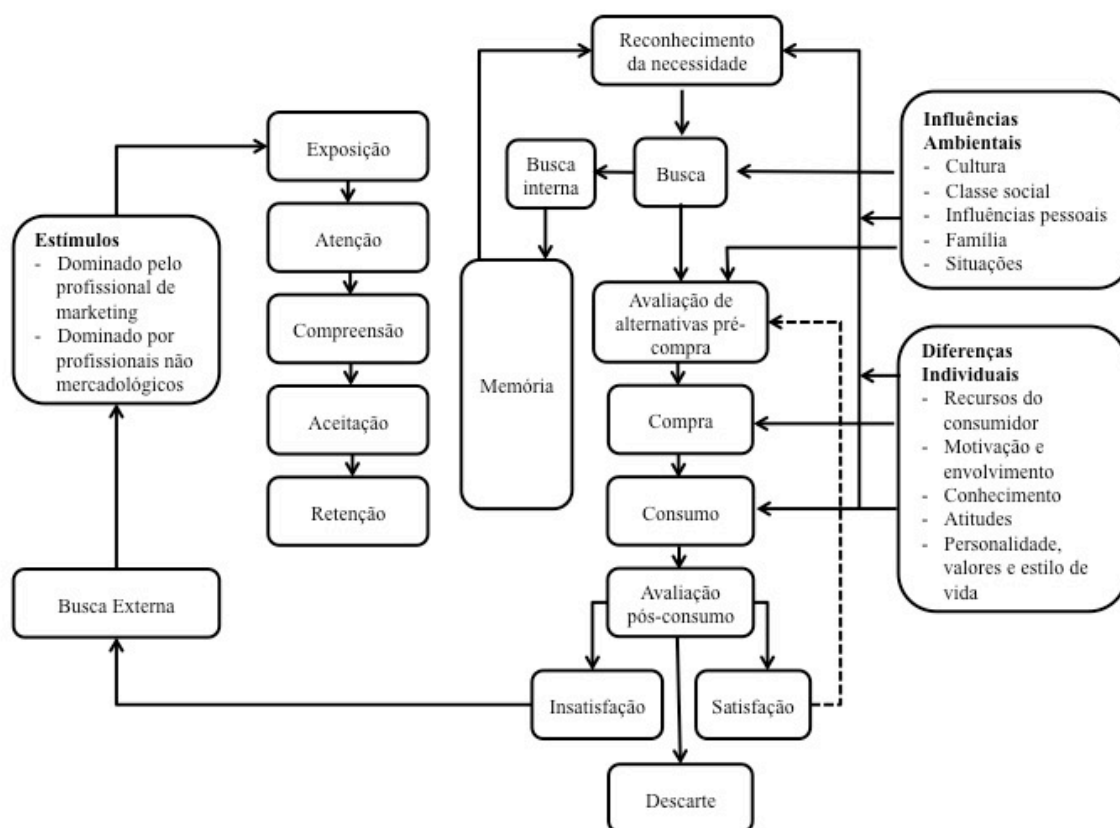 Reconhecimento
da necessidade
Exposição
Busca
interna
Busca
Influências
Ambientais
- Cultura
- Classe social
- Influências pessoais
- Família
- Situações
Estímulos
- Dominado pelo
profissional de
marketing
- Dominado por
profissionais não
mercadológicos
Atenção
Compreensão
Aceitação
Retenção
Memória
Avaliação de
alternativas pré-
compra
Compra
Consumo
Diferenças
Individuais
- Recursos do
consumidor
- Motivação e
envolvimento
- Conhecimento
- Atitudes
- Personalidade,
valores e estilo de
vida
Busca Externa
Avaliação
pós-consumo
Insatisfação
Satisfação
Descarte